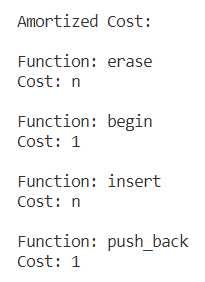 Amortized Cost:
Function: erase
Cost: n
Function: begin
Cost: 1
Function: insert
Cost: n
Function: push_back
Cost: 1